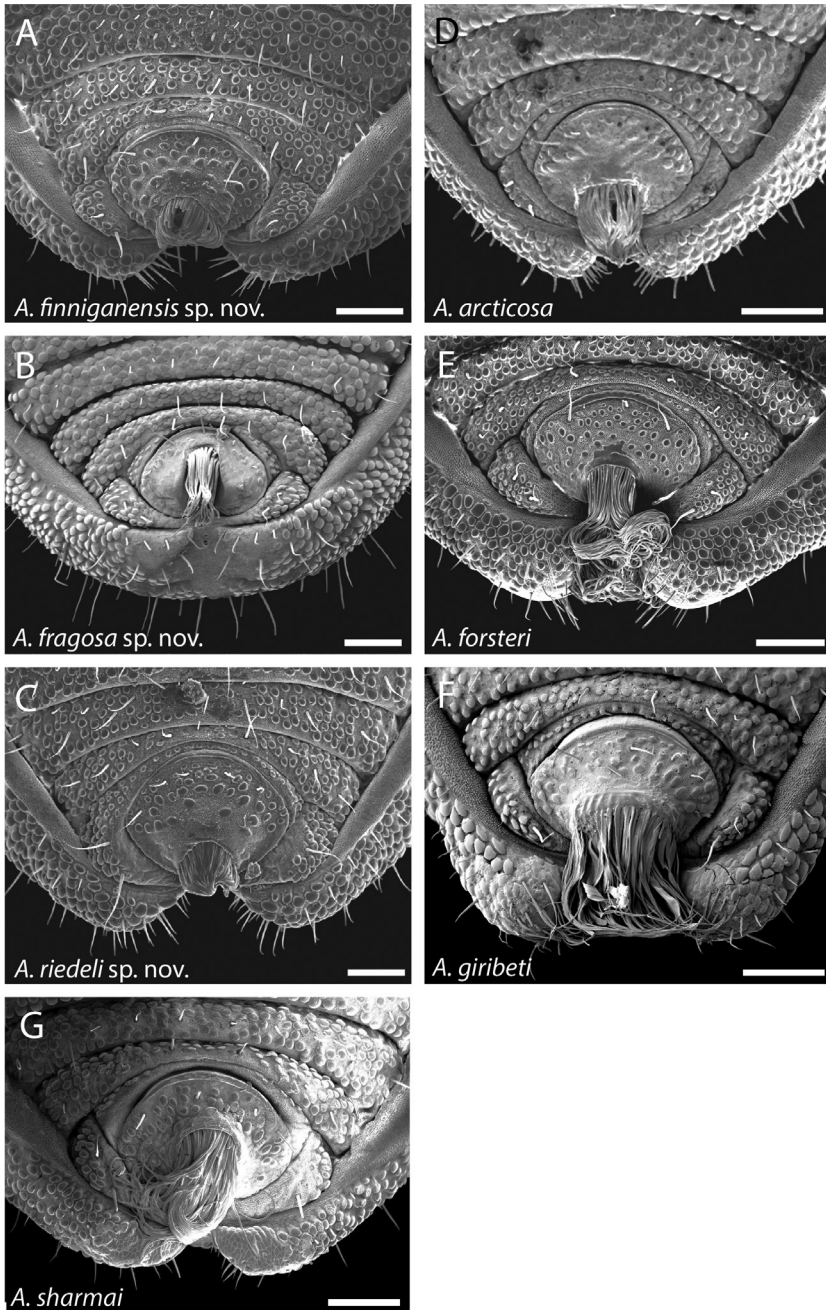 A
A. finniganensis sp. nov.
B
A. fragosa sp. nov.
C
A. riedeli sp. nov.
D
A. arcticosa
E
A. forsteri
F
A. giribeti
G
A. sharmai